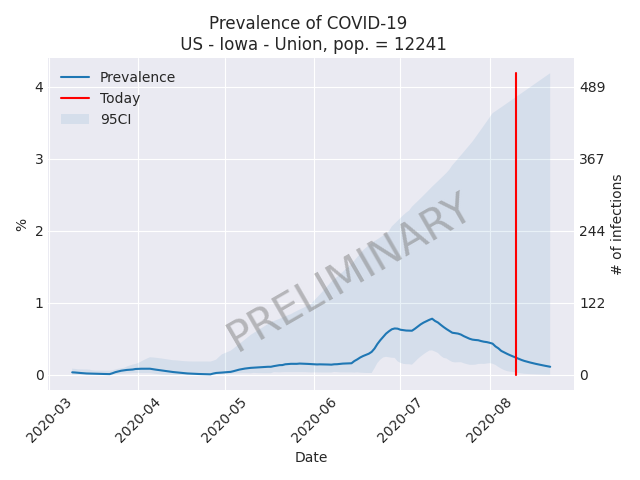 Prevalence of COVID-19
US - Iowa - Union, pop. = 12241
Prevalence
Today
95CI
PRELIMINARY
4
3
2
1
0
%
489
367
244
122
0
# of infections
2020-03
2020-04
2020-05
2020-06
2020-07
2020-08
Date